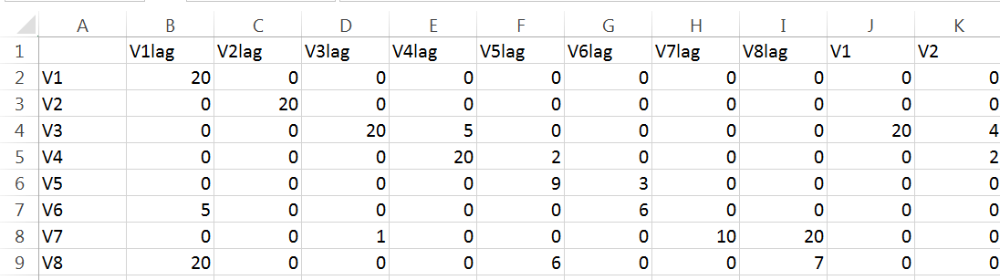 A B C D E F G H I J K
1 V1lag V2lag V3lag V4lag V5lag V6lag V7lag V8lag V1 V2
2 V1 20 0 0 0 0 0 0 0 0 0
3 V2 0 20 0 0 0 0 0 0 0 0
4 V3 0 0 20 5 0 0 0 0 20 4
5 V4 0 0 0 20 2 0 0 0 0 2
6 V5 0 0 0 0 9 3 0 0 0 0
7 V6 5 0 0 0 0 6 0 0 0 0
8 V7 0 0 1 0 0 0 10 20 0 0
9 V8 20 0 0 0 6 0 0 7 0 0